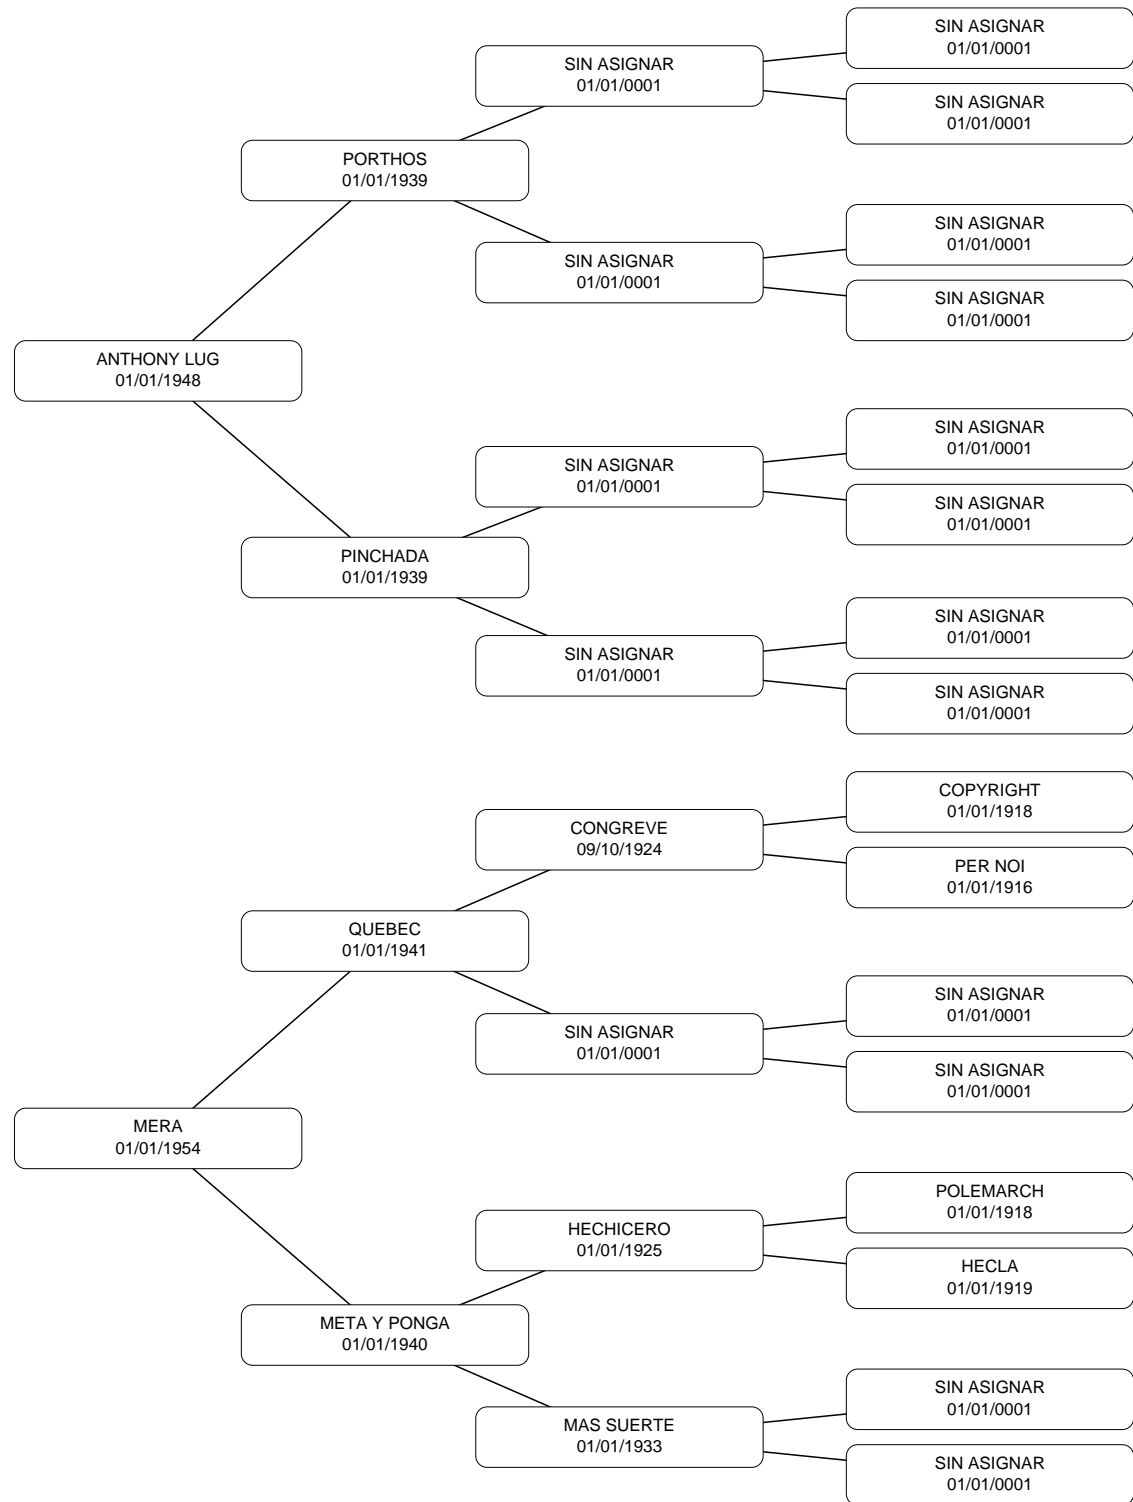 SIN ASIGNAR
01/01/0001
SIN ASIGNAR
01/01/0001
SIN ASIGNAR
01/01/0001
PORTHOS
01/01/1939
SIN ASIGNAR
01/01/0001
SIN ASIGNAR
01/01/0001
SIN ASIGNAR
01/01/0001
ANTHONY LUG
01/01/1948
SIN ASIGNAR
01/01/0001
SIN ASIGNAR
01/01/0001
SIN ASIGNAR
01/01/0001
PINCHADA
01/01/1939
SIN ASIGNAR
01/01/0001
SIN ASIGNAR
01/01/0001
SIN ASIGNAR
01/01/0001
COPYRIGHT
01/01/1918
CONGREVE
09/10/1924
PER NOI
01/01/1916
QUEBEC
01/01/1941
SIN ASIGNAR
01/01/0001
SIN ASIGNAR
01/01/0001
SIN ASIGNAR
01/01/0001
MERA
01/01/1954
POLEMARCH
01/01/1918
HECHICERO
01/01/1925
HECLA
01/01/1919
META Y PONGA
01/01/1940
SIN ASIGNAR
01/01/0001
MAS SUERTE
01/01/1933
SIN ASIGNAR
01/01/0001